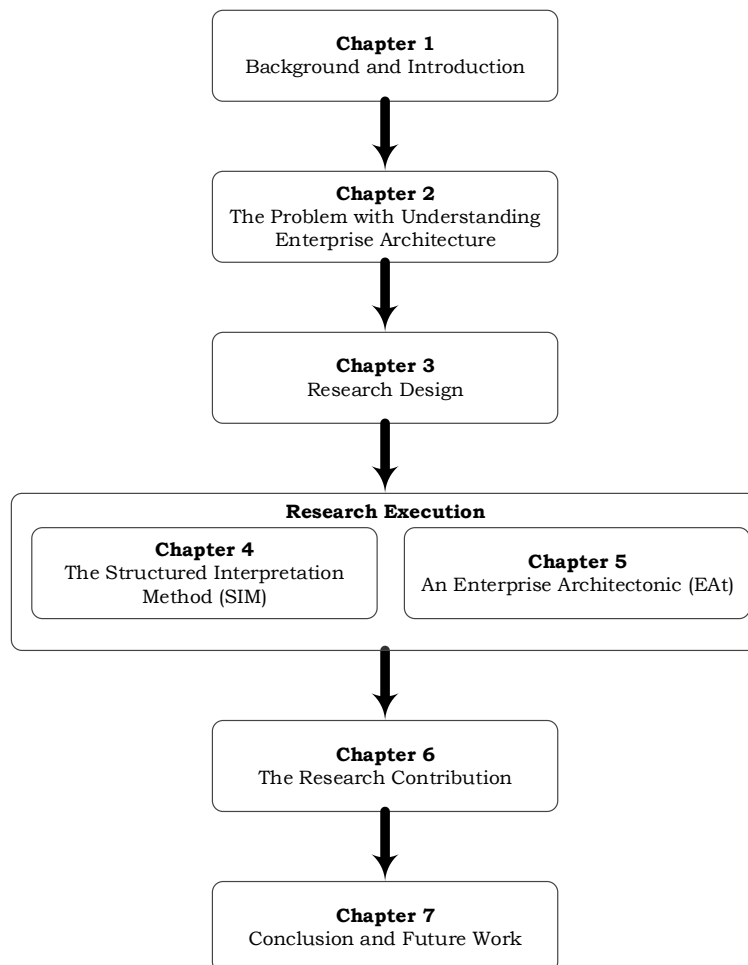 Chapter 1
Background and Introduction
Chapter 2
The Problem with Understanding
Enterprise Architecture
Chapter 3
Research Design
Research Execution
Chapter 4
The Structured Interpretation
Method (SIM)
Chapter 5
An Enterprise Architectonic (EAt)
Chapter 6
The Research Contribution
Chapter 7
Conclusion and Future Work